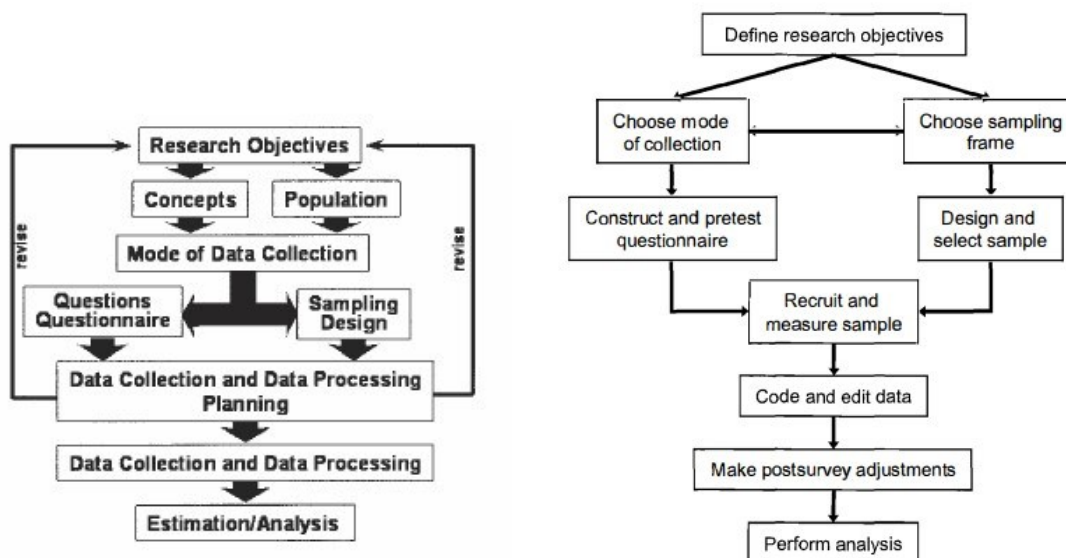 Research Objectives
Concepts
Population
Mode of Data Collection
Questions
Questionnaire
Sampling
Design
Data Collection and Data Processing
Planning
Data Collection and Data Processing
Estimation/Analysis
revise
revise
Define research objectives
Choose mode
of collection
Choose sampling
frame
Construct and pretest
questionnaire
Design and
select sample
Recruit and
measure sample
Code and edit data
Make postsurvey adjustments
Perform analysis